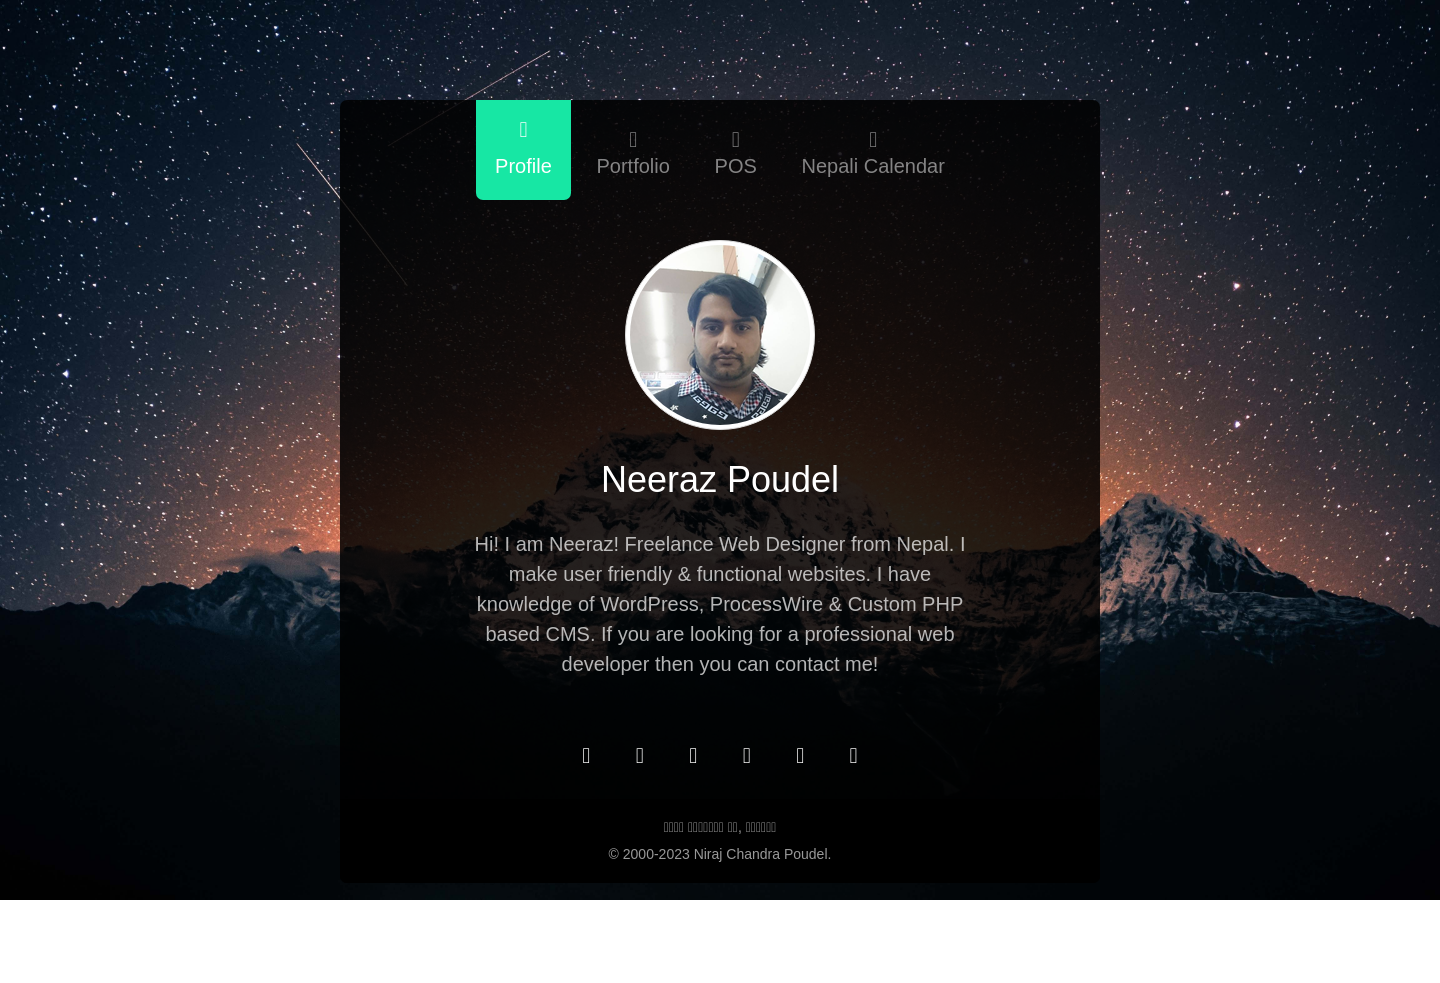 Profile
Portfolio
POS
Nepali Calendar
Neeraz Poudel
Hi! I am Neeraz! Freelance Web Designer from Nepal. I
make user friendly & functional websites. I have
knowledge of WordPress, ProcessWire & Custom PHP
based CMS. If you are looking for a professional web
developer then you can contact me!
© 2000-2023 Niraj Chandra Poudel.